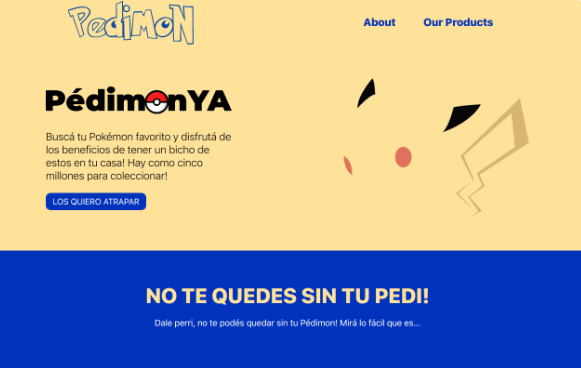 PediMoN
About Our Products
PédimonYA
Buscá tu Pokémon favorito y disfrutá de
los beneficios de tener un bicho de
estos en tu casa! Hay como cinco
millones para coleccionar!
LOS QUIERO ATRAPAR
NO TE QUEDES SIN TU PEDI!
Dale perri, no te podés quedar sin tu Pédimon! Mirá lo fácil que es...